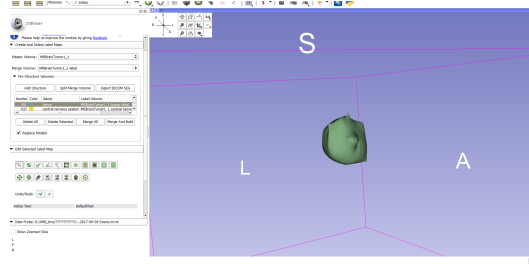 Modules:
Editor
Please help us improve this module by giving feedback.
Create and Select Label Maps
Master Volume: MRBrainTumor1_1
Merge Volume: MRBrainTumor1_1-label
Per-Structure Volumes
Add Structure
Split Merge Volume
Export DICOM SEG
Number Color Name Label Volume
Delete All
Delete Selected
Merge All
Merge And Build
Replace Models
Edit Selected Label Map
Undo/Redo:
Active Tool: DefaultTool
Data Probe
Show Zoomed Slice
L
F
B
S
L
A